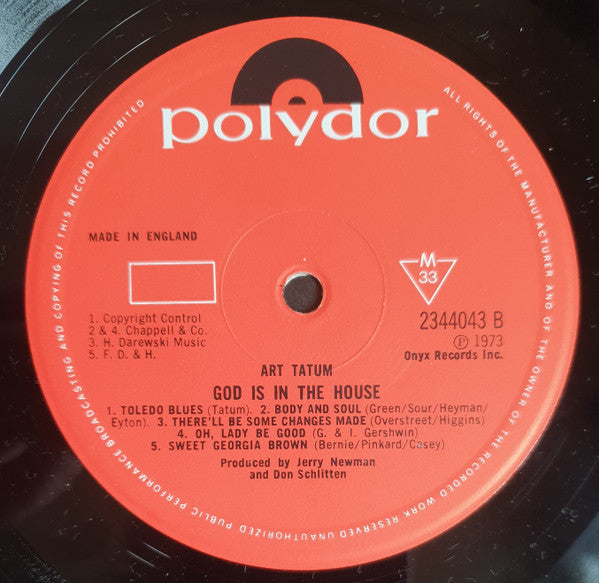 polydor
ALL RIGHTS OF THE MANUFACTURER AND OF THE OWNER OF THE RECORDED WORK RESERVED UNAUTHORIZED PUBLIC PERFORMANCE BROADCASTING AND COPYING OF THIS RECORD PROHIBITED
MADE IN ENGLAND
M
33
1. Copyright Control
2 & 4. Chappell & Co.
3. H. Darewski Music
5. F. D. & H.
2344043 B
℗ 1973
Onyx Records Inc.
ART TATUM
GOD IS IN THE HOUSE
1. TOLEDO BLUES (Tatum). 2. BODY AND SOUL (Green/Sour/Heyman/
Eyton). 3. THERE'LL BE SOME CHANGES MADE (Overstreet/Higgins)
4. OH, LADY BE GOOD (G. & I. Gershwin)
5. SWEET GEORGIA BROWN (Bernie/Pinkard/Casey)
Produced by Jerry Newman
and Don Schlitten